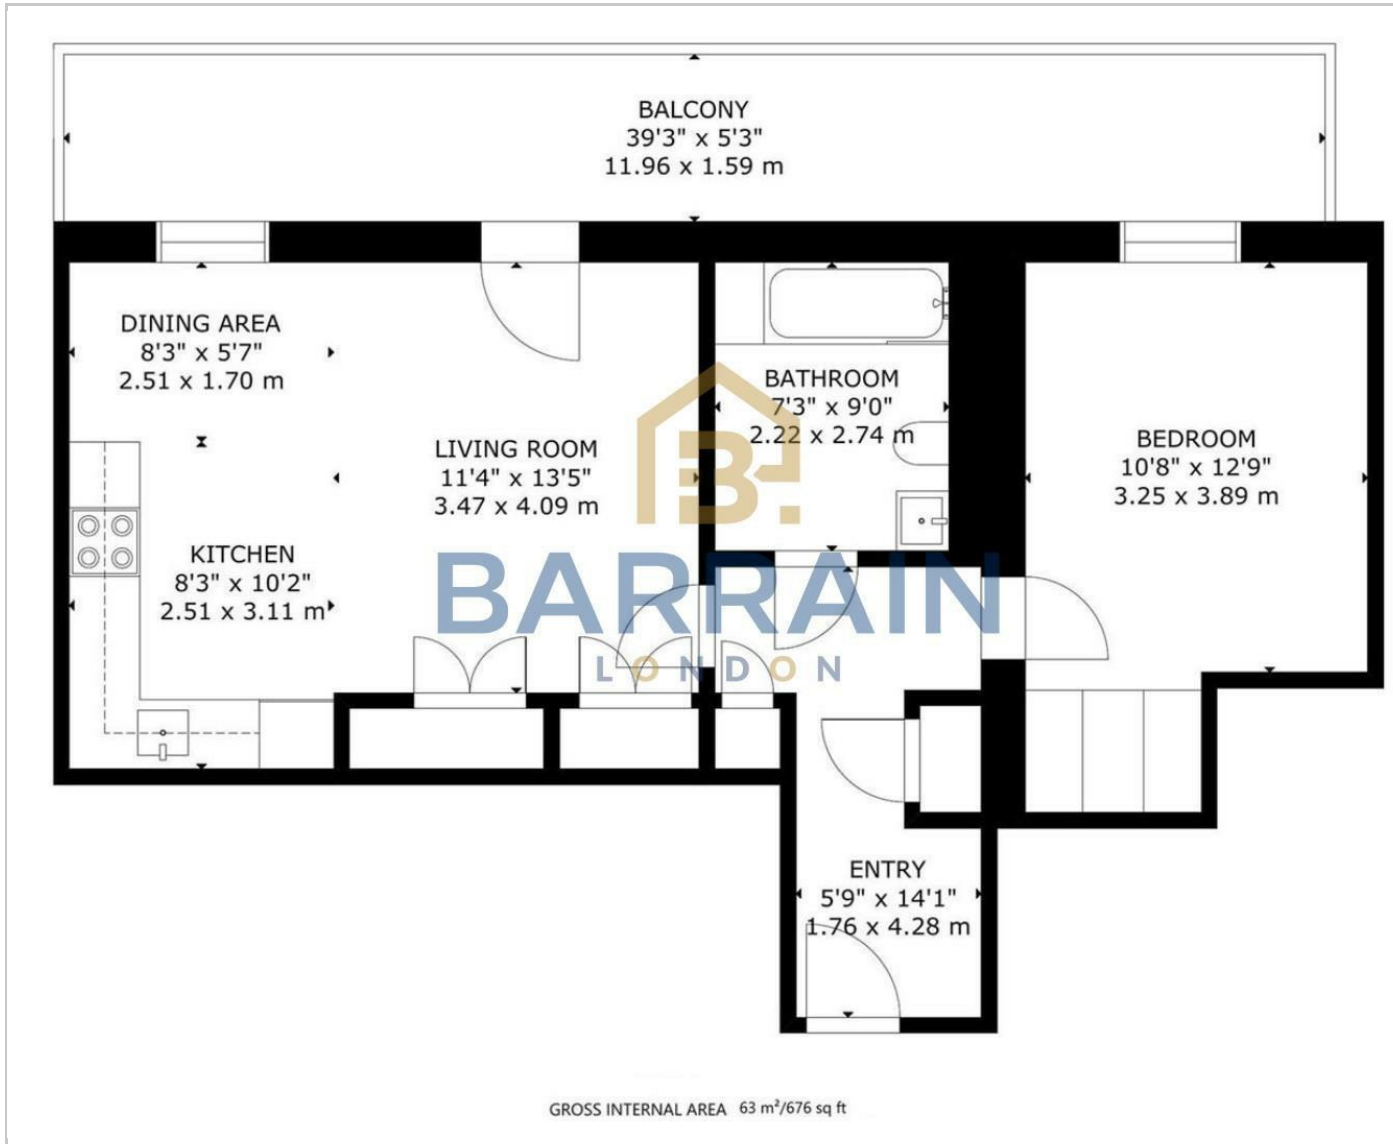 BALCONY
39'3" x 5'3"
11.96 x 1.59 m
DINING AREA
8'3" x 5'7"
2.51 x 1.70 m
BATHROOM
7'3" x 9'0"
2.22 x 2.74 m
LIVING ROOM
11'4" x 13'5"
3.47 x 4.09 m
BEDROOM
10'8" x 12'9"
3.25 x 3.89 m
KITCHEN
8'3" x 10'2"
2.51 x 3.11 m
B
BARRAIN
LONDON
ENTRY
5'9" x 14'1"
1.76 x 4.28 m
GROSS INTERNAL AREA 63 m²/676 sq ft